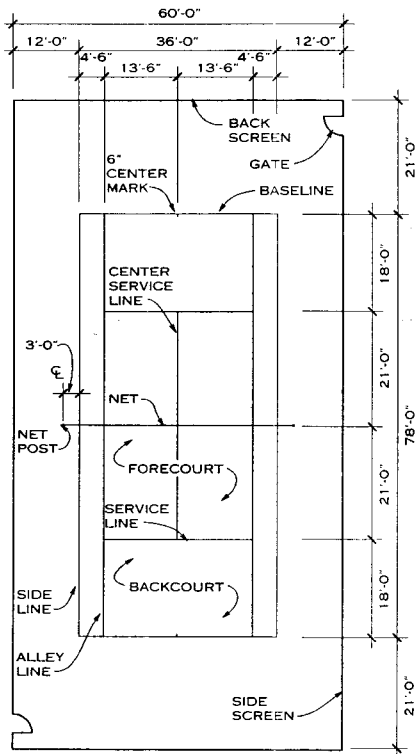 60'-0"
12'-0"
36'-0"
12'-0"
4'-6"
4'-6"
13'-6"
13'-6"
BACK
SCREEN
GATE
6"
CENTER
MARK
BASELINE
21'-0"
CENTER
SERVICE
LINE
18'-0"
3'-0"
℄
21'-0"
NET
78'-0"
NET
POST
FORECOURT
21'-0"
SERVICE
LINE
BACKCOURT
18'-0"
SIDE
LINE
ALLEY
LINE
SIDE
SCREEN
21'-0"